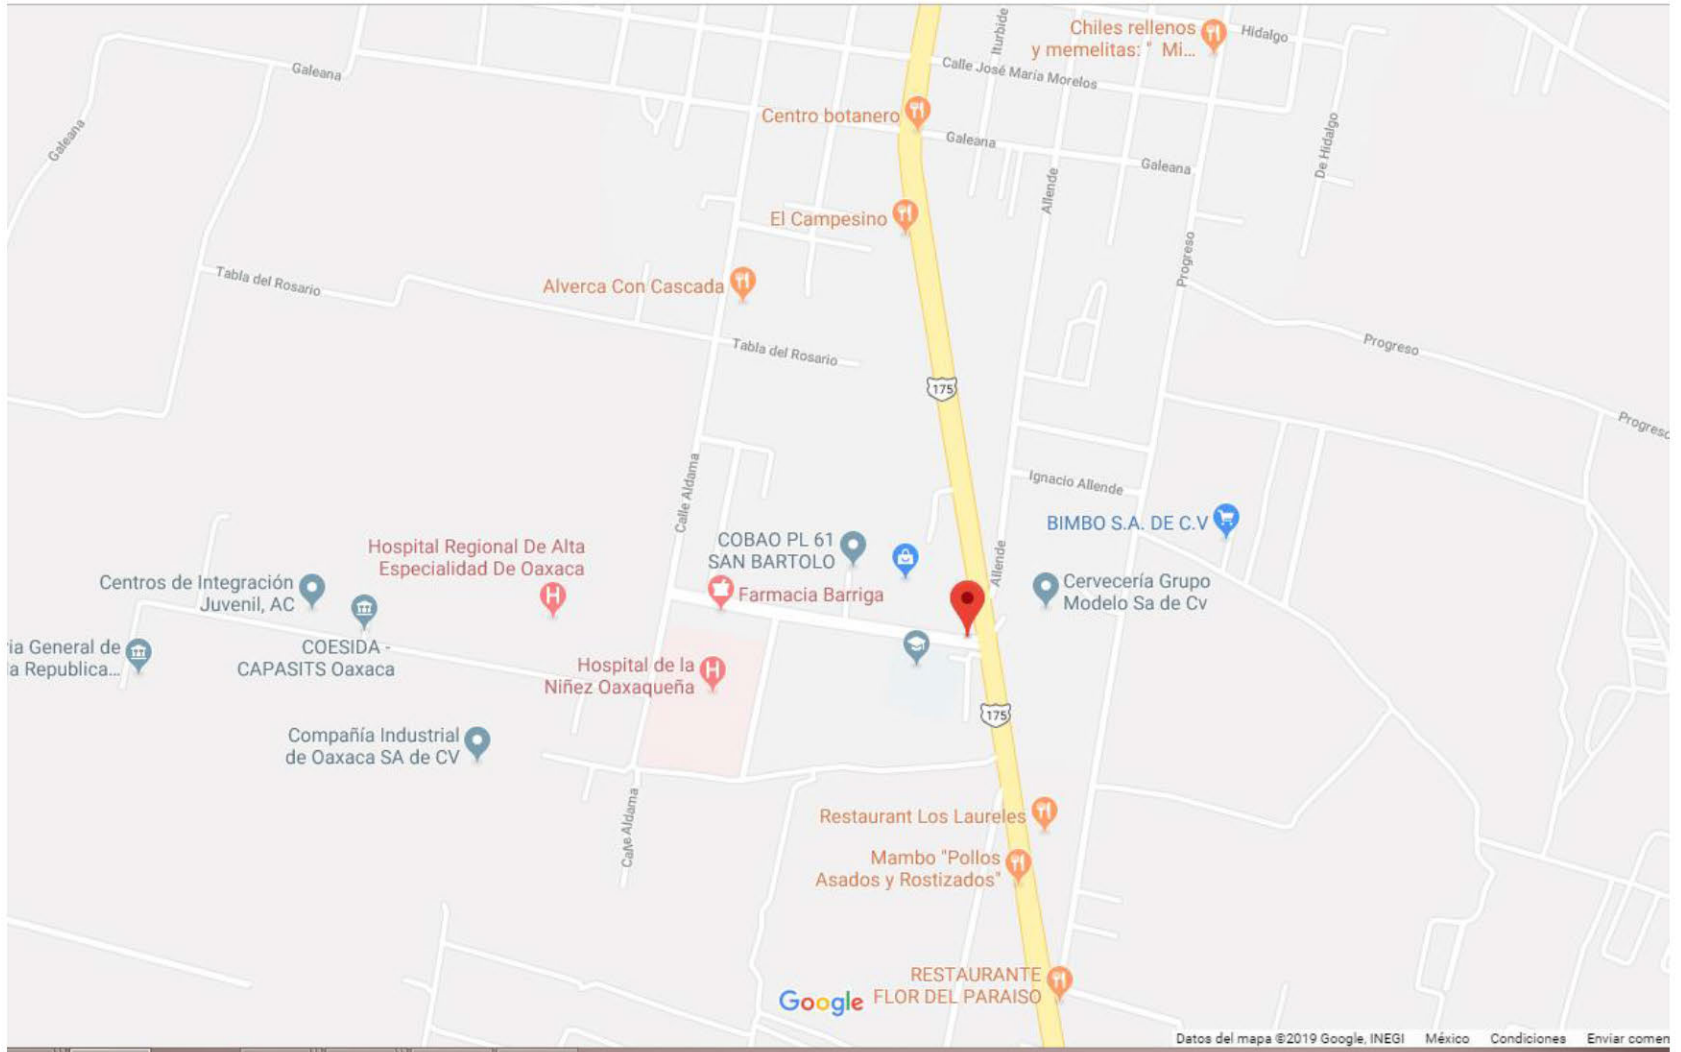 Chiles rellenos
y memelitas: " Mi...
Hidalgo
Iturbide
Calle José María Morelos
Galeana
Galeana
Centro botanero
Galeana
Galeana
De Hidalgo
Allende
El Campesino
Progreso
Tabla del Rosario
Alverca Con Cascada
Tabla del Rosario
Progreso
175
Progreso
Calle Aldama
Ignacio Allende
BIMBO S.A. DE C.V
COBAO PL 61
SAN BARTOLO
Hospital Regional De Alta
Especialidad De Oaxaca
Allende
Centros de Integración
Juvenil, AC
Farmacia Barriga
Cervecería Grupo
Modelo Sa de Cv
ria General de
la Republica...
COESIDA -
CAPASITS Oaxaca
Hospital de la
Niñez Oaxaqueña
175
Compañía Industrial
de Oaxaca SA de CV
Calle Aldama
Restaurant Los Laureles
Mambo "Pollos
Asados y Rostizados"
RESTAURANTE
FLOR DEL PARAISO
Google
Datos del mapa ©2019 Google, INEGI México Condiciones Enviar comen